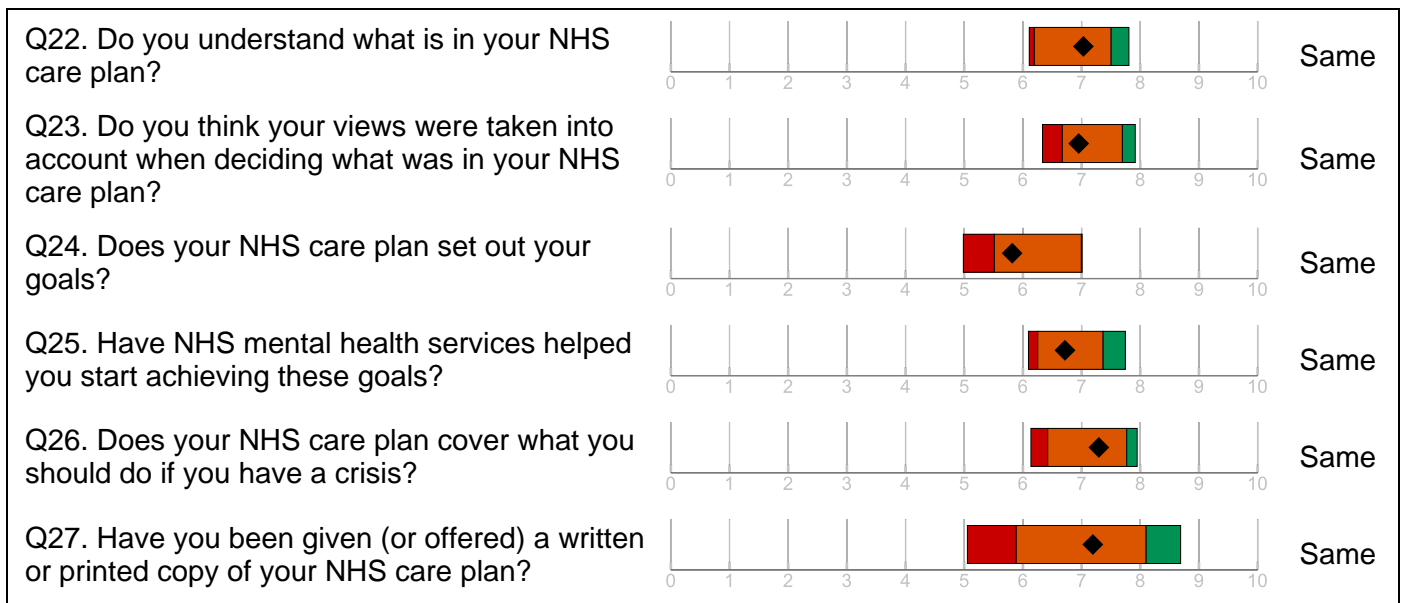 Q22. Do you understand what is in your NHS
care plan?
Same
0 1 2 3 4 5 6 7 8 9 10
Q23. Do you think your views were taken into
account when deciding what was in your NHS
care plan?
Same
0 1 2 3 4 5 6 7 8 9 10
Q24. Does your NHS care plan set out your
goals?
Same
0 1 2 3 4 5 6 7 8 9 10
Q25. Have NHS mental health services helped
you start achieving these goals?
Same
0 1 2 3 4 5 6 7 8 9 10
Q26. Does your NHS care plan cover what you
should do if you have a crisis?
Same
0 1 2 3 4 5 6 7 8 9 10
Q27. Have you been given (or offered) a written
or printed copy of your NHS care plan?
Same
0 1 2 3 4 5 6 7 8 9 10